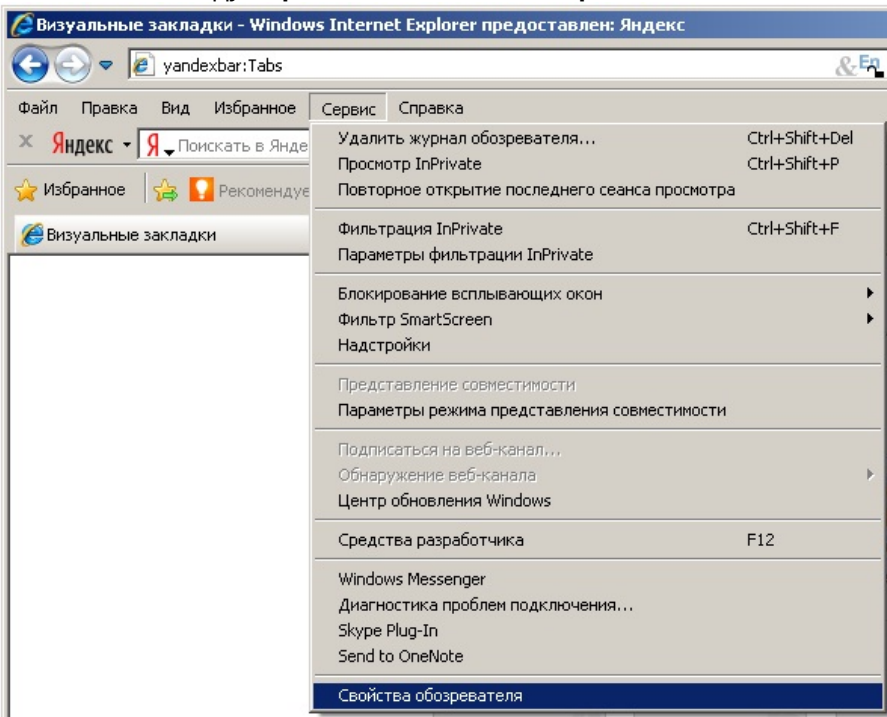 Визуальные закладки - Windows Internet Explorer предоставлен: Яндекс
yandexbar:Tabs
Файл Правка Вид Избранное Сервис Справка
Яндекс Я Поискать в Янде
Избранное Рекомендуе
Визуальные закладки
Удалить журнал обозревателя... Ctrl+Shift+Del
Просмотр InPrivate Ctrl+Shift+P
Повторное открытие последнего сеанса просмотра
Фильтрация InPrivate Ctrl+Shift+F
Параметры фильтрации InPrivate
Блокирование всплывающих окон
Фильтр SmartScreen
Надстройки
Представление совместимости
Параметры режима представления совместимости
Подписаться на веб-канал...
Обнаружение веб-канала
Центр обновления Windows
Средства разработчика F12
Windows Messenger
Диагностика проблем подключения...
Skype Plug-In
Send to OneNote
Свойства обозревателя